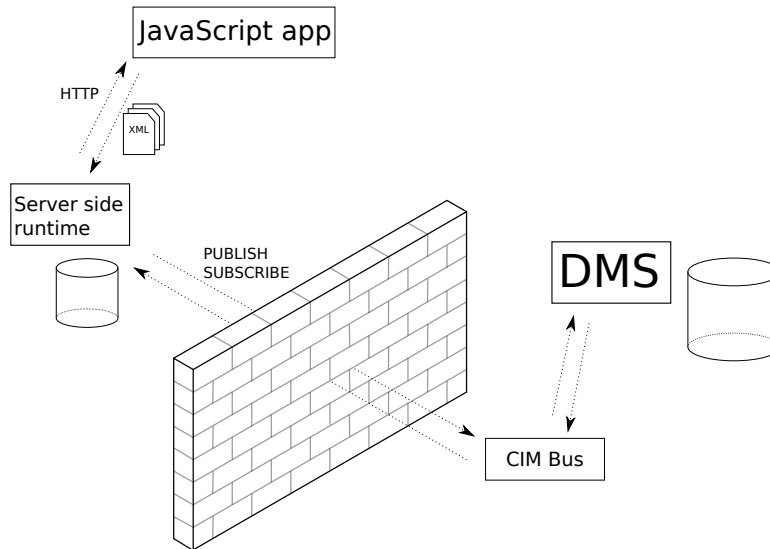 JavaScript app
HTTP
XML
Server side
runtime
PUBLISH
SUBSCRIBE
DMS
CIM Bus